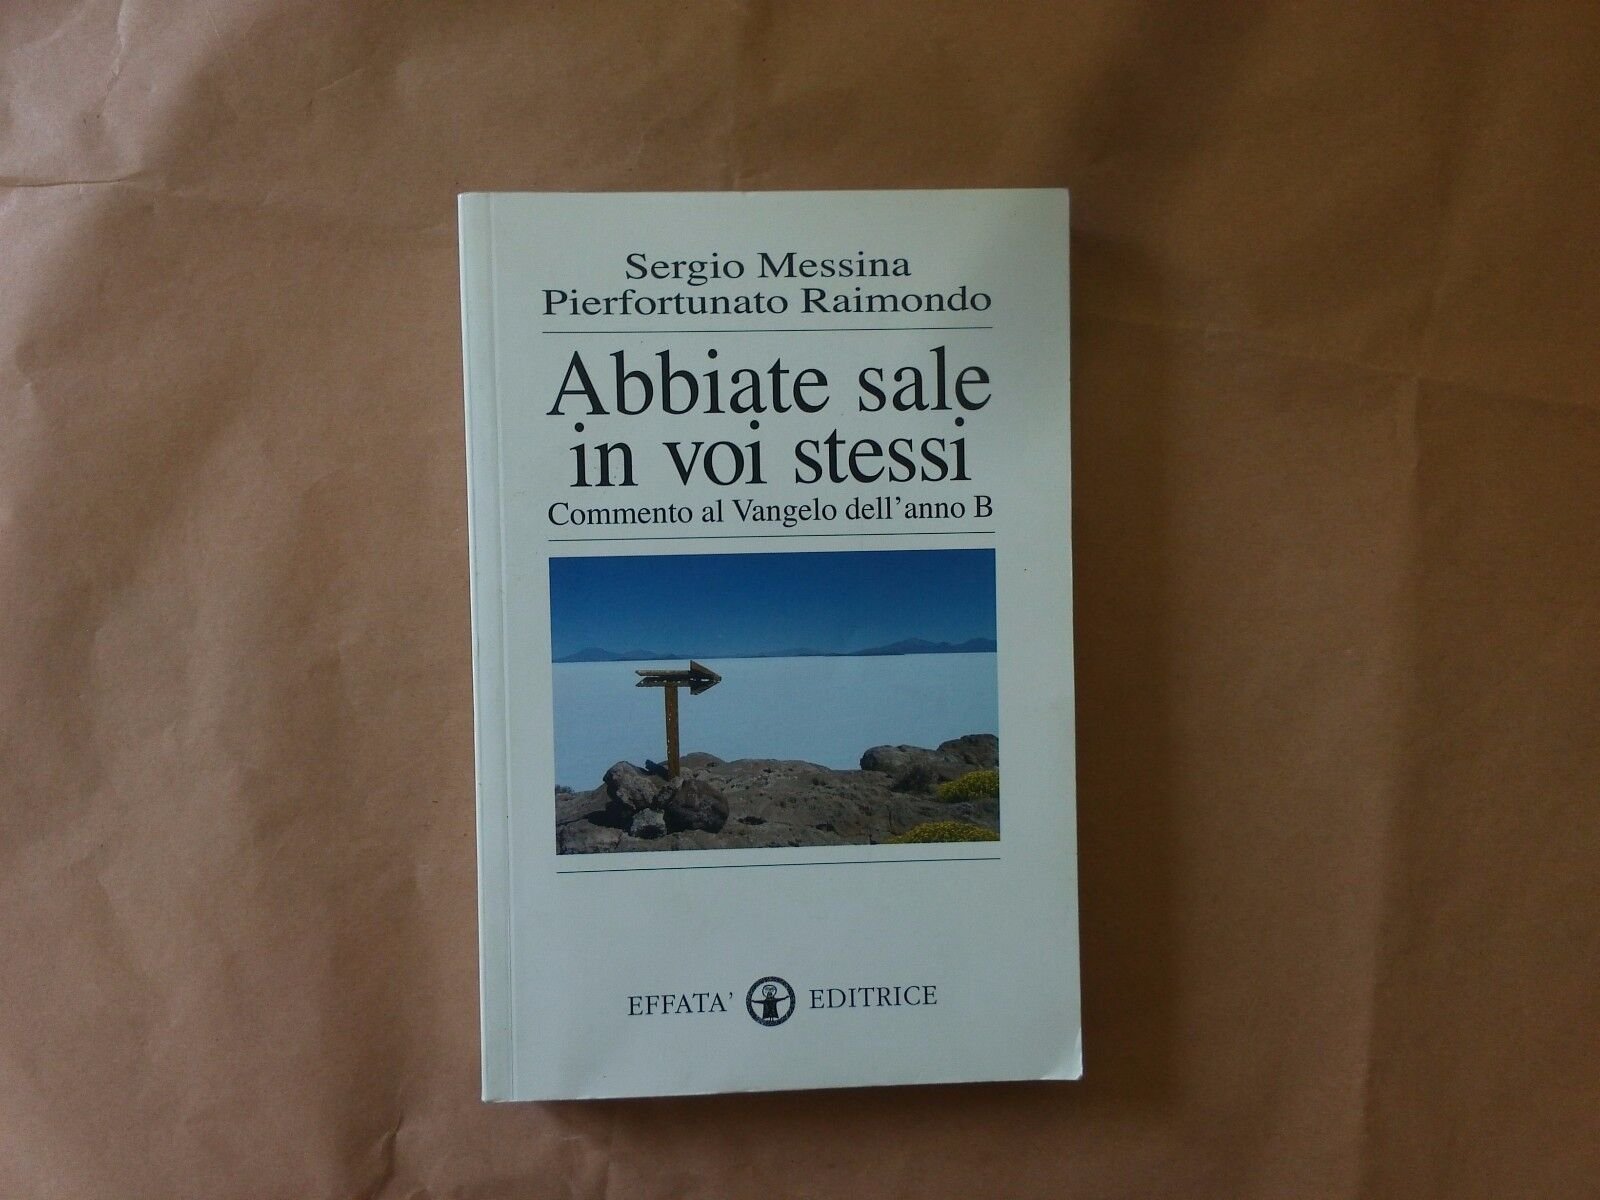 Sergio Messina
Pierfortunato Raimondo
Abbiate sale
in voi stessi
Commento al Vangelo dell'anno B
EFFATA' EDITRICE